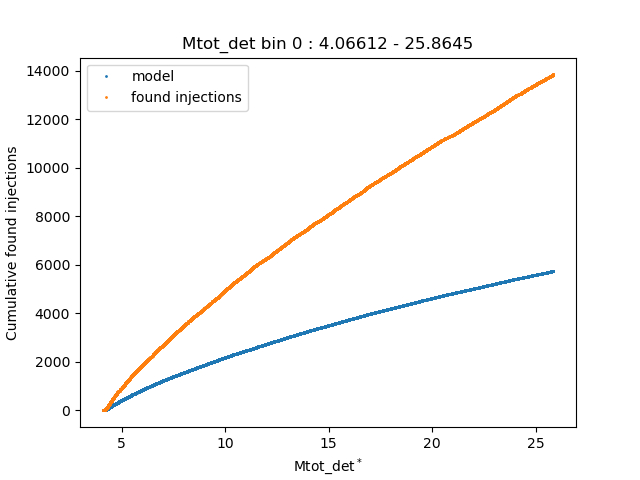 Mtot_det bin 0 : 4.06612 - 25.8645
model
found injections
14000
12000
10000
8000
6000
4000
2000
0
Cumulative found injections
5
10
15
20
25
Mtot_det*